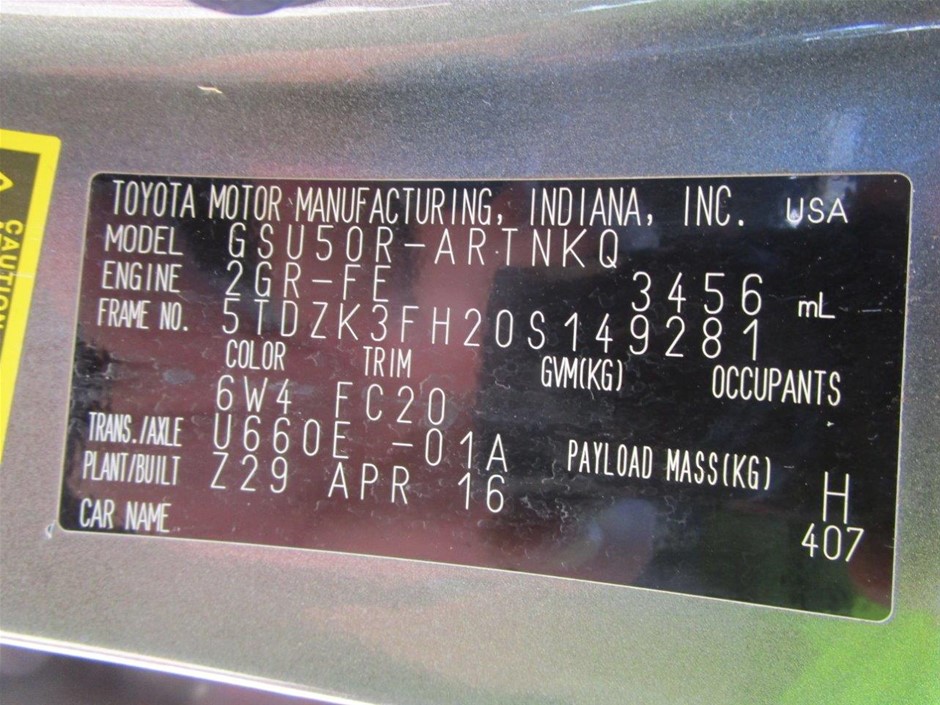 TOYOTA MOTOR MANUFACTURING, INDIANA, INC. USA
MODEL GSU50R-ARTNKQ
ENGINE 2GR-FE 3456 mL
FRAME NO. 5TDZK3FH20S149281
COLOR TRIM GVM(KG) OCCUPANTS
6W4 FC20
TRANS./AXLE U660E -01A PAYLOAD MASS(KG)
PLANT/BUILT Z29 APR 16 H
CAR NAME 407
CAUTION